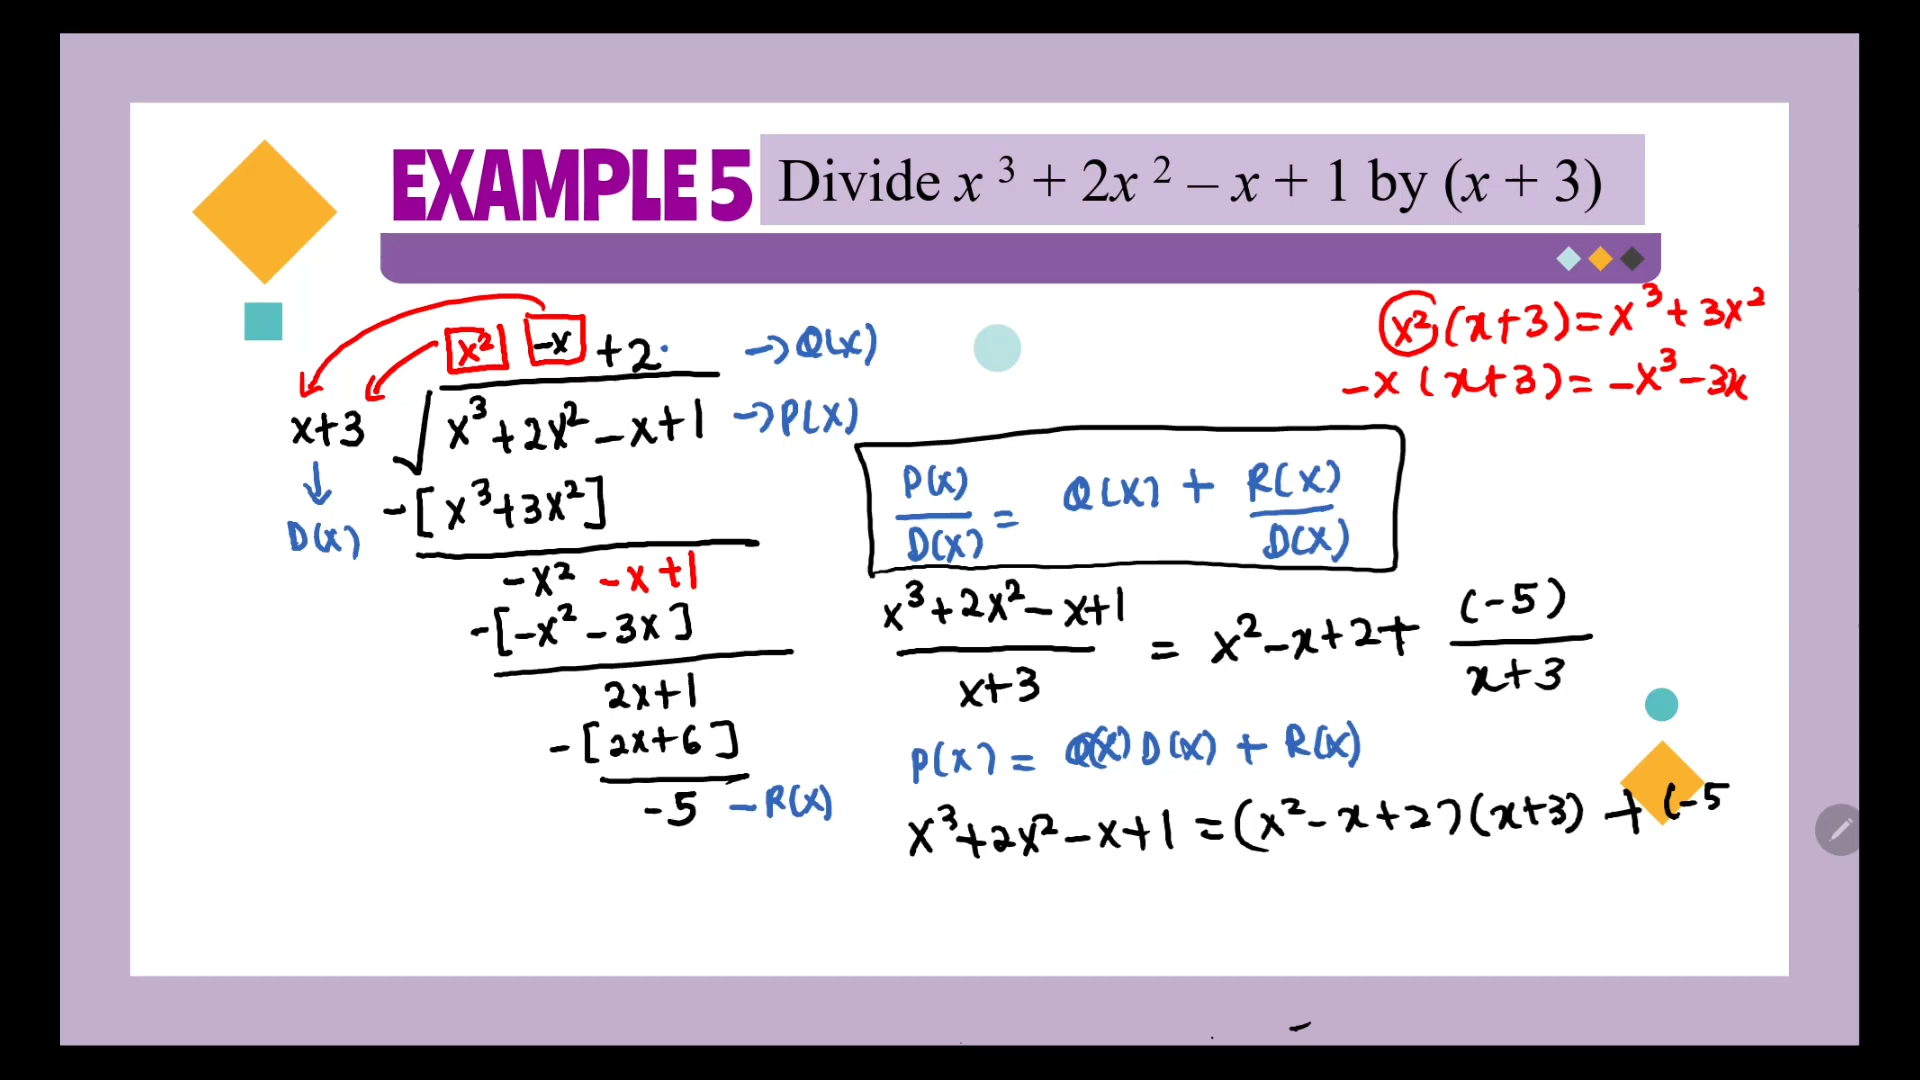 EXAMPLE 5 Divide x³ + 2x² – x + 1 by (x + 3)
x²(x+3)=x³+3x²
-x(x+3)=-x³-3x
x² -x +2 → Q(x)
x+3 √x³+2x²-x+1 → P(x)
D(x)
-[x³+3x²]
-x² -x+1
-[-x²-3x]
2x+1
-[2x+6]
-5 - R(x)
P(x)/D(x) = Q(x) + R(x)/D(x)
x³+2x²-x+1/x+3 = x²-x+2+ (-5)/x+3
P(x) = Q(x) D(x) + R(x)
x³+2x²-x+1 = (x²-x+2)(x+3) + (-5